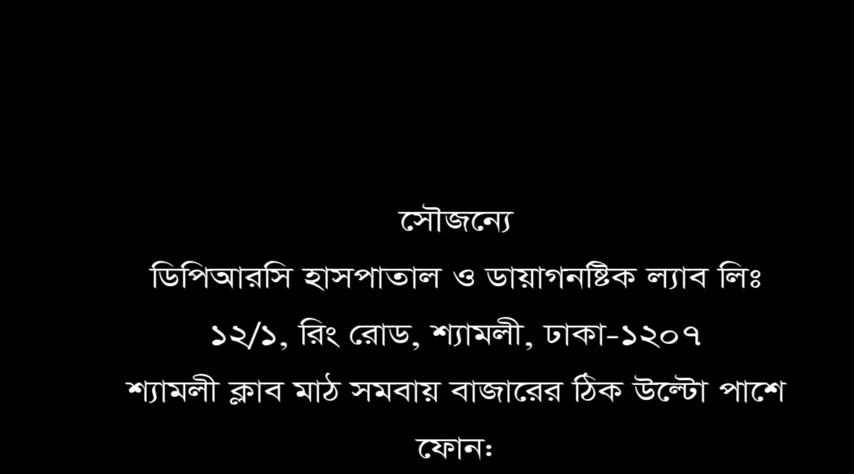 সৌজন্যে
ডিপিআরসি হাসপাতাল ও ডায়াগনষ্টিক ল্যাব লিঃ
১২/১, রিং রোড, শ্যামলী, ঢাকা-১২০৭
শ্যামলী ক্লাব মাঠ সমবায় বাজারের ঠিক উল্টো পাশে
ফোন: